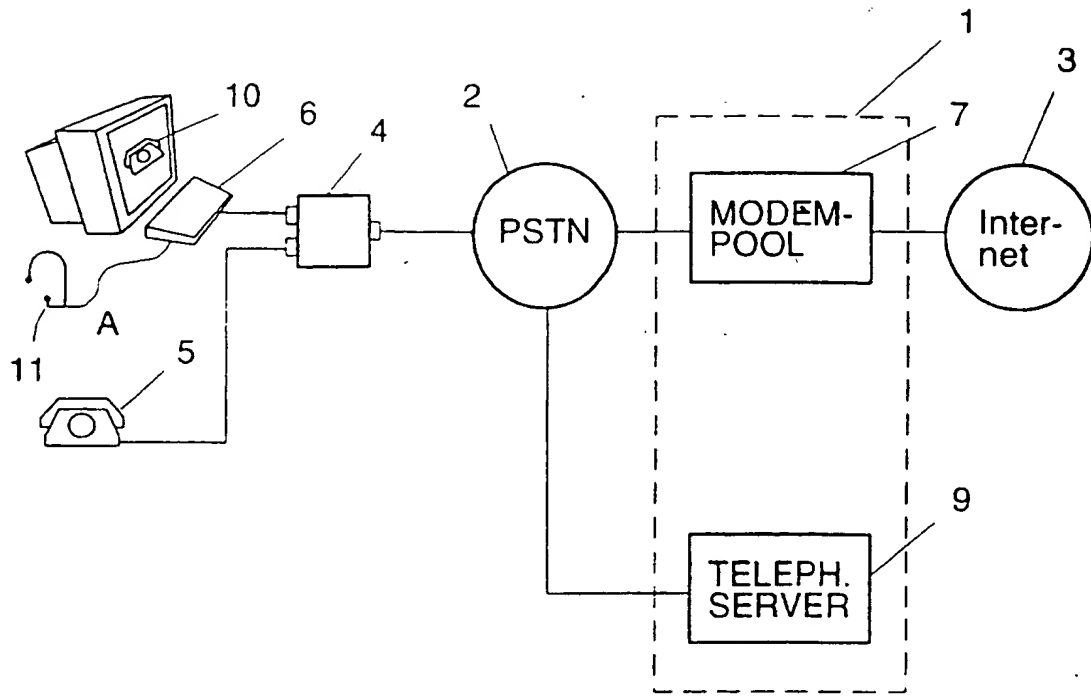 1
2
3
10
6
4
7
PSTN
MODEM-
POOL
Inter-
net
A
11
5
9
TELEPH.
SERVER